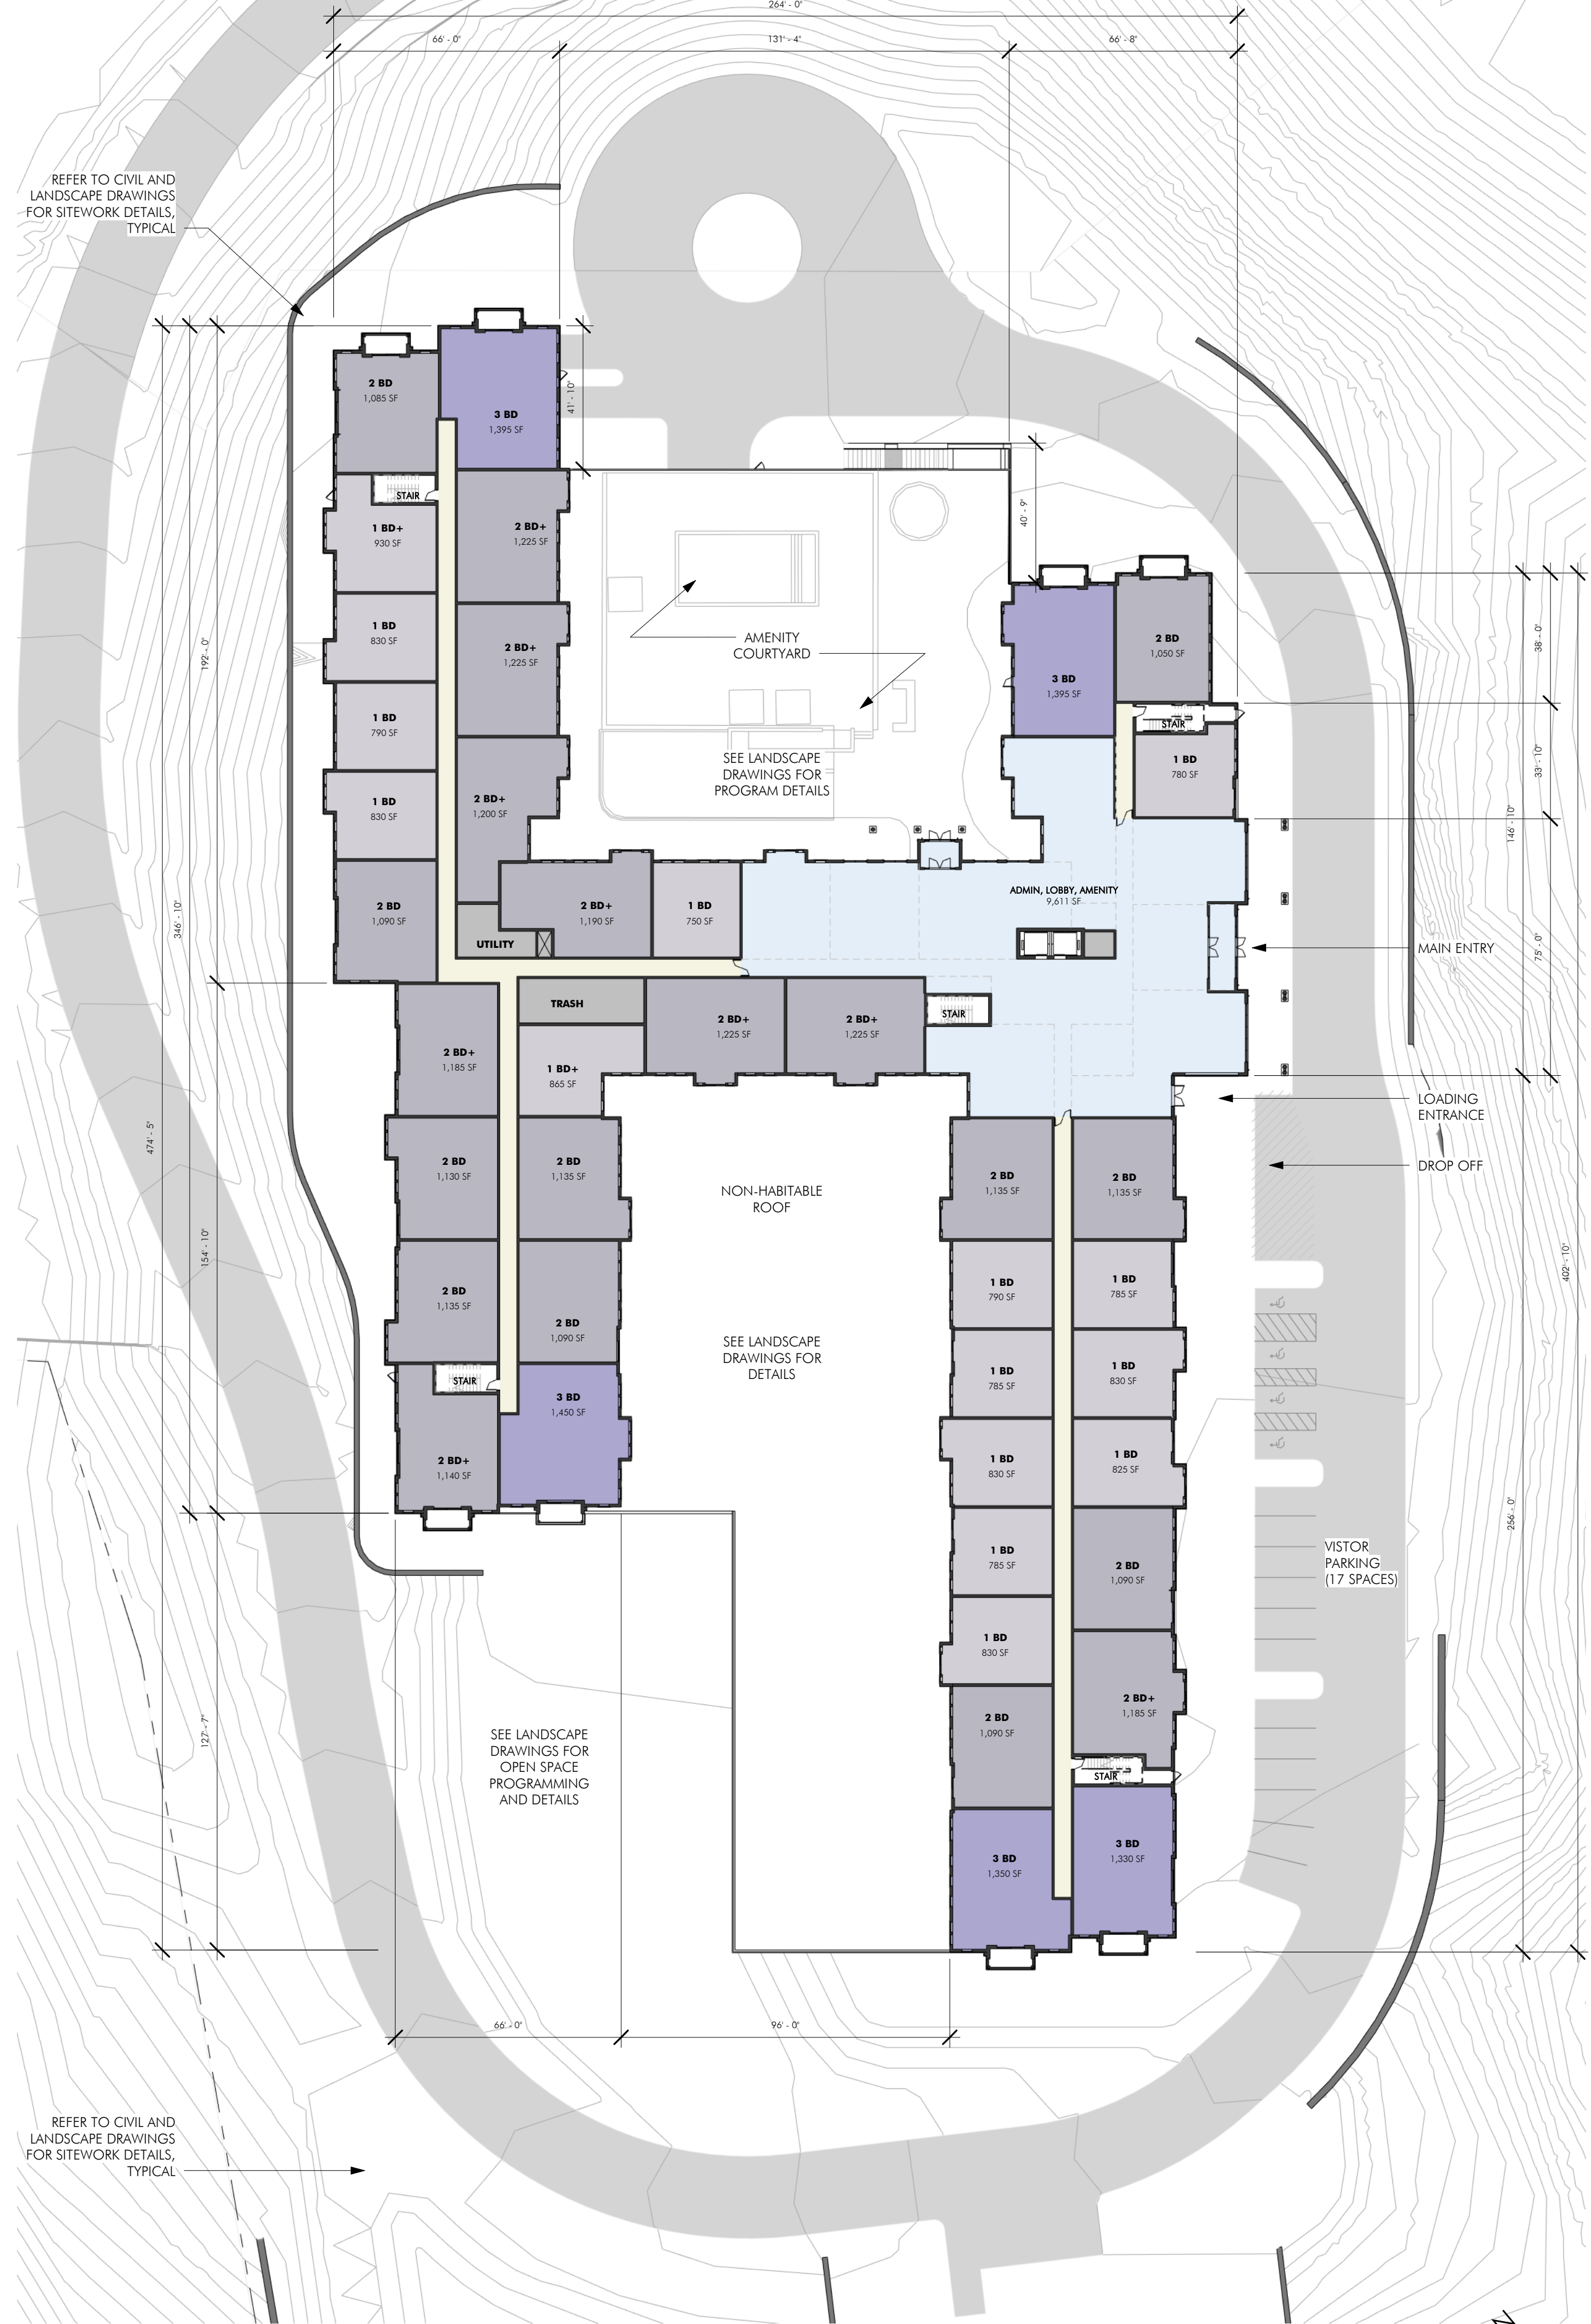 264' - 0"
66' - 0"
131' - 4"
66' - 8"
REFER TO CIVIL AND
LANDSCAPE DRAWINGS
FOR SITEWORK DETAILS,
TYPICAL
2 BD
1,085 SF
3 BD
1,395 SF
41' - 10"
STAIR
1 BD+
930 SF
2 BD+
1,225 SF
40' - 9"
1 BD
830 SF
2 BD+
1,225 SF
192' - 0"
AMENITY
COURTYARD
3 BD
1,395 SF
2 BD
1,050 SF
38' - 0"
1 BD
790 SF
STAIR
SEE LANDSCAPE
DRAWINGS FOR
PROGRAM DETAILS
1 BD
780 SF
33' - 10"
1 BD
830 SF
2 BD+
1,200 SF
146' - 10"
2 BD
1,090 SF
2 BD+
1,190 SF
1 BD
750 SF
ADMIN, LOBBY, AMENITY
9,611 SF
346' - 10"
UTILITY
MAIN ENTRY
75' - 0"
TRASH
2 BD+
1,225 SF
2 BD+
1,225 SF
STAIR
2 BD+
1,185 SF
1 BD+
865 SF
LOADING
ENTRANCE
474' - 5"
2 BD
1,130 SF
2 BD
1,135 SF
DROP OFF
NON-HABITABLE
ROOF
2 BD
1,135 SF
2 BD
1,135 SF
154' - 10"
402' - 10"
2 BD
1,135 SF
2 BD
1,090 SF
1 BD
790 SF
1 BD
785 SF
SEE LANDSCAPE
DRAWINGS FOR
DETAILS
1 BD
785 SF
1 BD
830 SF
STAIR
3 BD
1,450 SF
2 BD+
1,140 SF
1 BD
830 SF
1 BD
825 SF
256' - 0"
1 BD
785 SF
2 BD
1,090 SF
VISTOR
PARKING
(17 SPACES)
1 BD
830 SF
2 BD+
1,185 SF
127' - 7"
2 BD
1,090 SF
SEE LANDSCAPE
DRAWINGS FOR
OPEN SPACE
PROGRAMMING
AND DETAILS
STAIR
3 BD
1,350 SF
3 BD
1,330 SF
66' - 0"
96' - 0"
REFER TO CIVIL AND
LANDSCAPE DRAWINGS
FOR SITEWORK DETAILS,
TYPICAL